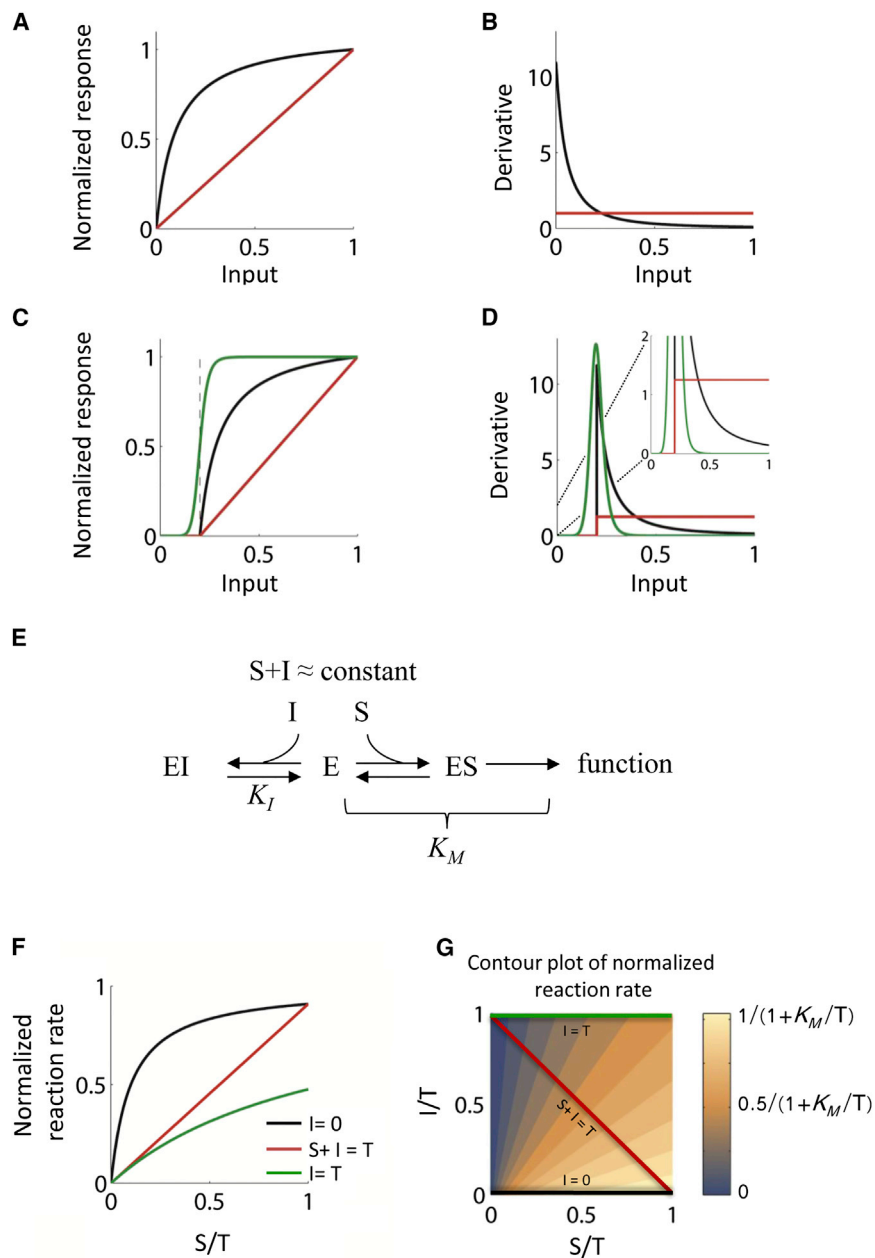 A
Normalized response
1
0.5
0
0
0.5
1
Input
B
Derivative
10
5
0
0
0.5
1
Input
C
Normalized response
1
0.5
0
0
0.5
1
Input
D
Derivative
10
5
0
0
0.5
1
Input
2
1
0
0
0.5
1
E
S+I ≈ constant
I S
EI E ES function
K_I
K_M
F
Normalized
reaction rate
1
0.5
0
0
0.5
1
S/T
I= 0
S+ I = T
I= T
G
Contour plot of normalized
reaction rate
I/T
1
0.5
0
0
0.5
1
S/T
I = T
S+ I = T
I = 0
1/(1+K_M/T)
0.5/(1+K_M/T)
0